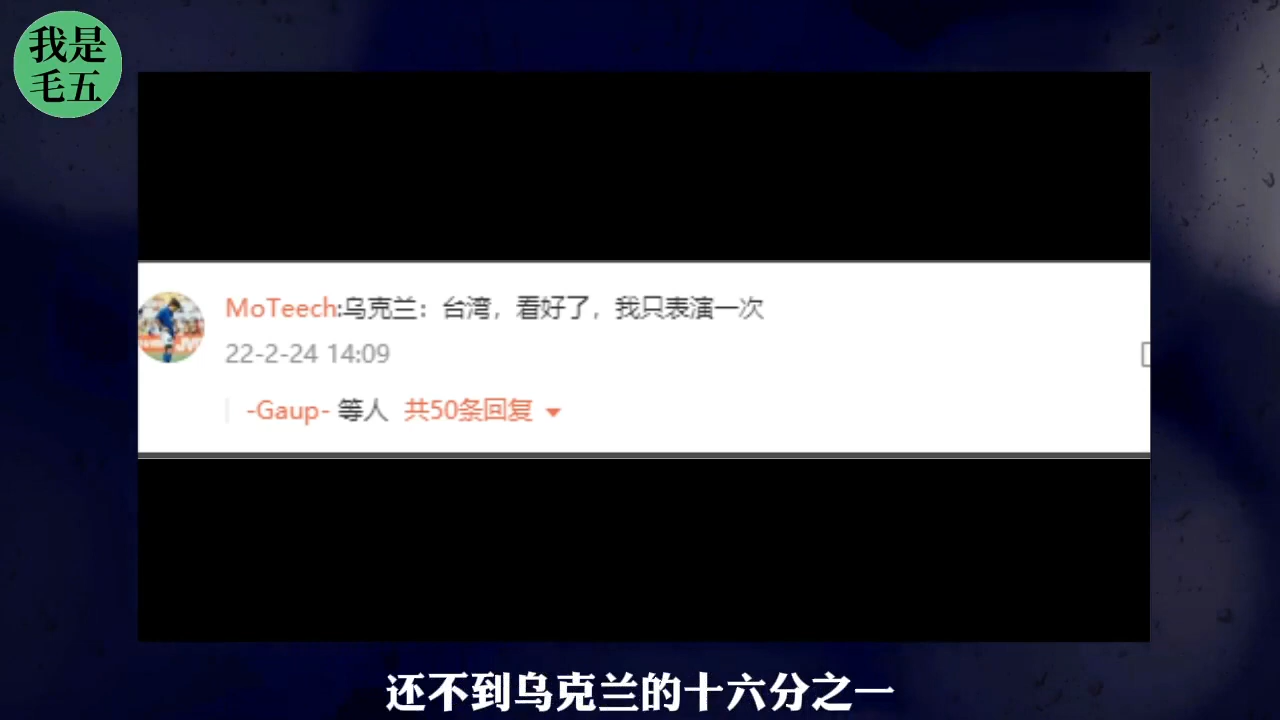 我是
毛五
MoTeech:乌克兰：台湾，看好了，我只表演一次
22-2-24 14:09
-Gaup- 等人 共50条回复
还不到乌克兰的十六分之一